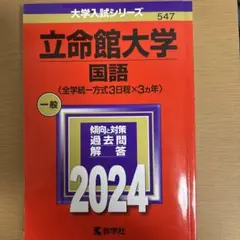 大学入試シリーズ
547
立命館大学
国語
〈全学統一方式3日程×3ヵ年〉
一般
傾向と対策
過去問
解答
2024
教学社